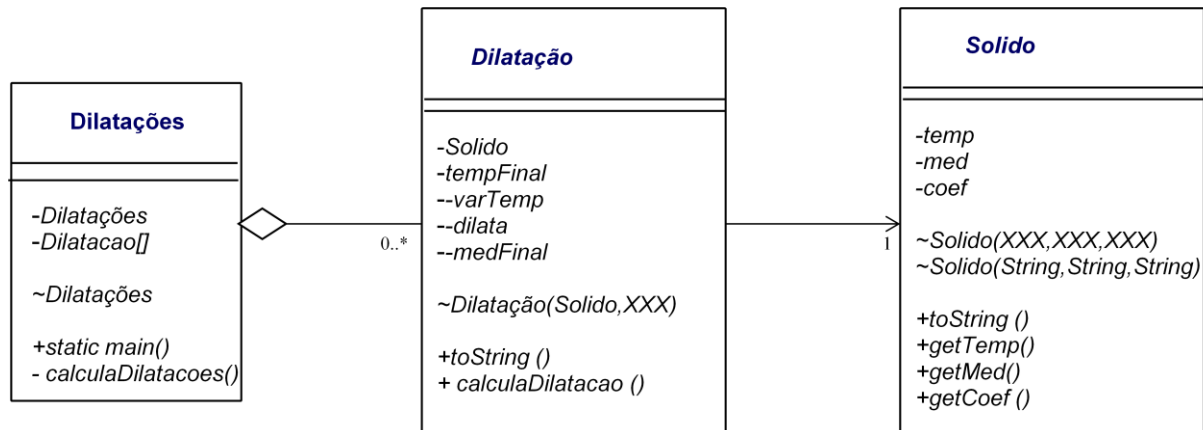 Dilatações
-Dilatações
-Dilatacao[]
~Dilatações
+static main()
- calculaDilatacoes()
0..*
Dilatação
-Solido
-tempFinal
--varTemp
--dilata
--medFinal
~Dilatação(Solido,XXX)
+toString ()
+ calculaDilatacao ()
1
Solido
-temp
-med
-coef
~Solido(XXX,XXX,XXX)
~Solido(String,String,String)
+toString ()
+getTemp()
+getMed()
+getCoef ()